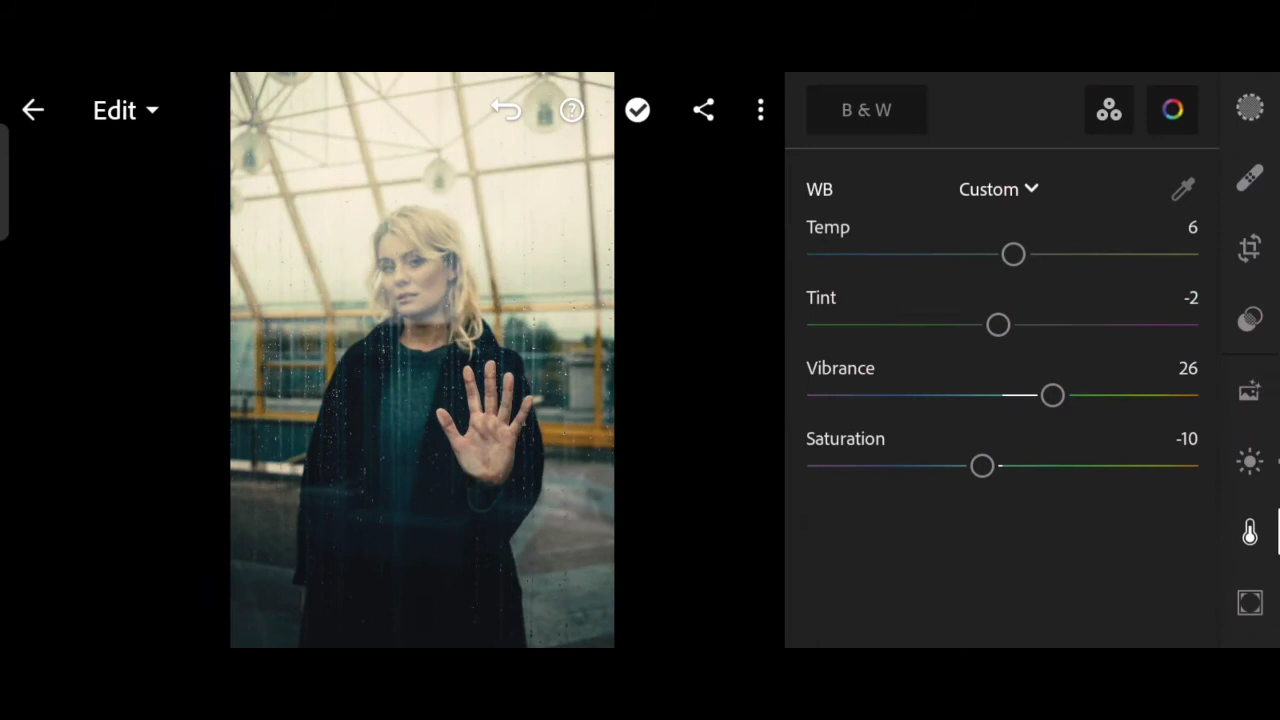 Edit
B & W
WB
Custom
Temp
6
Tint
-2
Vibrance
26
Saturation
-10